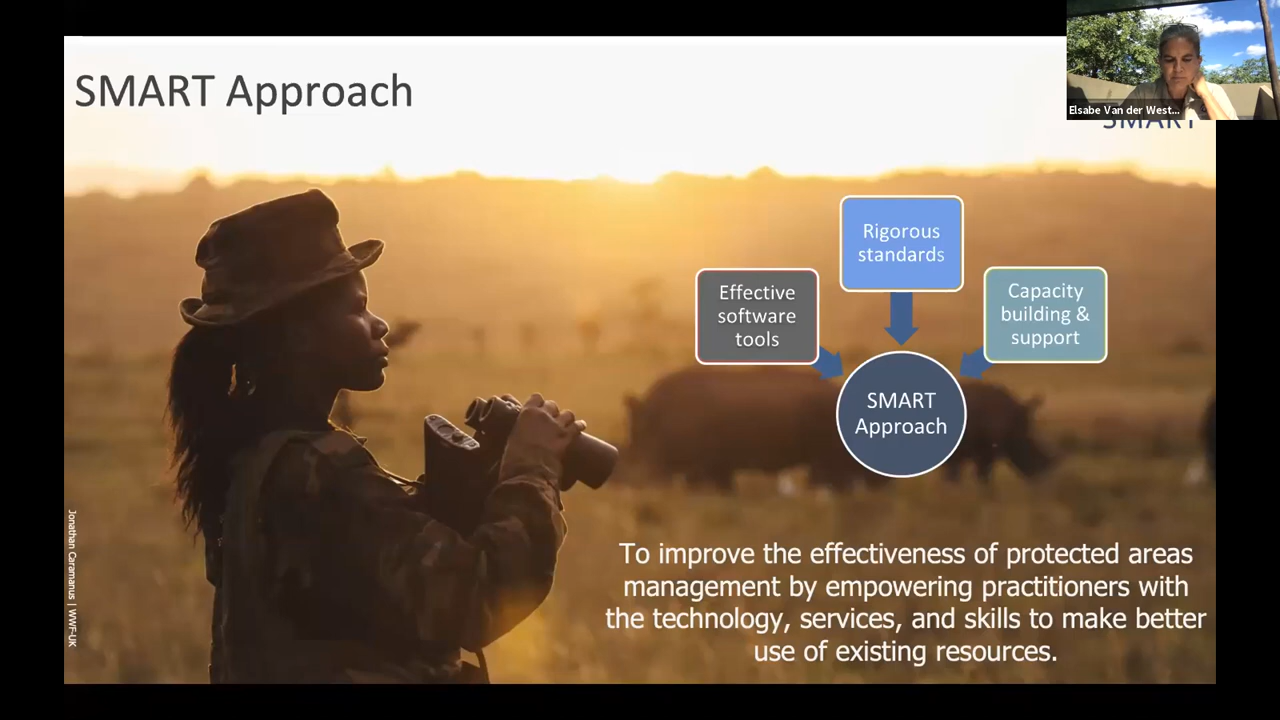 SMART Approach
Elsabe Van der West...
SMART
Rigorous
standards
Effective
software
tools
Capacity
building &
support
SMART
Approach
To improve the effectiveness of protected areas
management by empowering practitioners with
the technology, services, and skills to make better
use of existing resources.
Jonathan Caramanus | WWF-UK